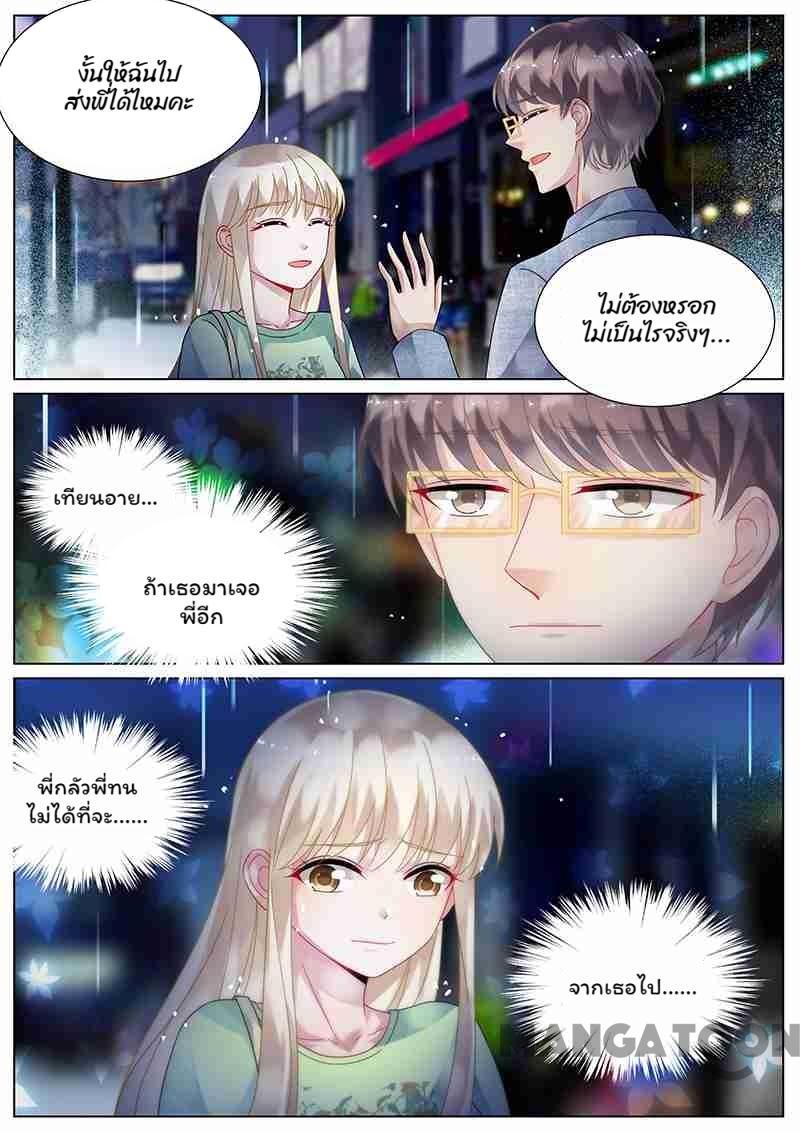 งั้นให้ฉันไป
ส่งพี่ได้ไหมคะ
ไม่ต้องหรอก
ไม่เป็นไรจริงๆ...
เทียนอาย...
ถ้าเธอมาเจอ
พี่อีก
พี่กลัวพี่ทน
ไม่ได้ที่จะ......
จากเธอไป......
MANGATOON